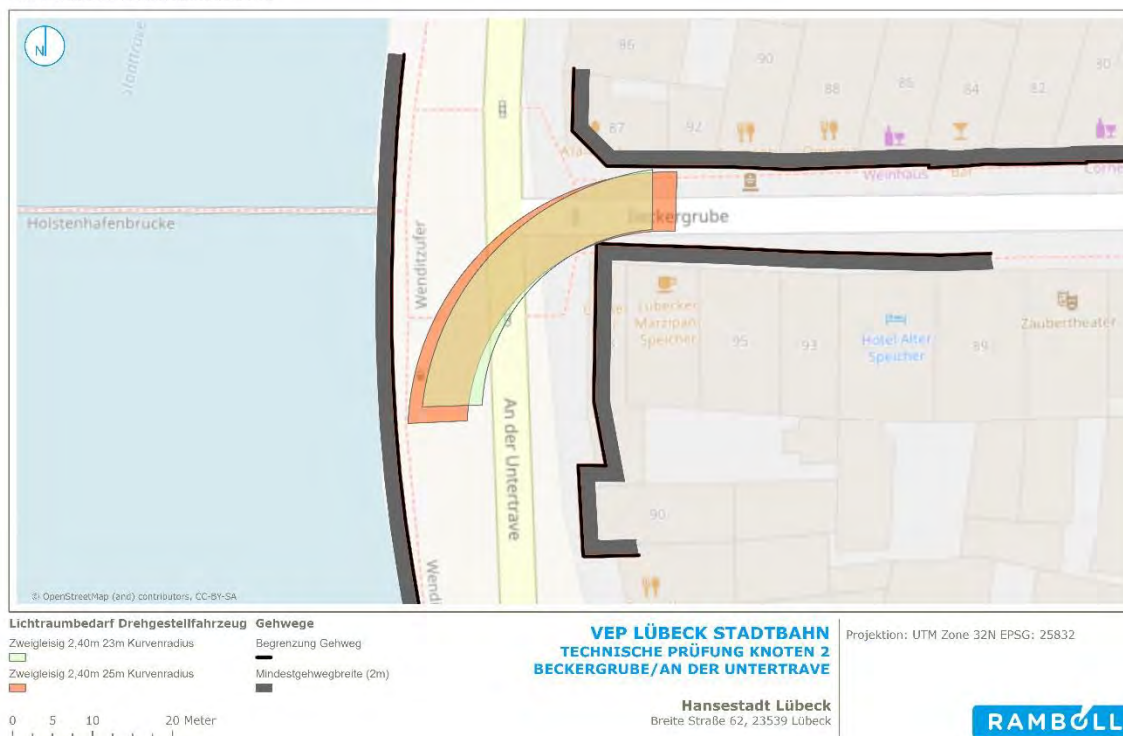 N
86
90
88
86
84
82
80
87
92
Weinhaus
Bar
Holstenhafenbrücke
Beckergrube
Wenditzufer
Lübecker
Marzipan
Speicher
95
93
Hotel Alter
Speicher
89
Zaubertheater
An der Untertrave
90
Wendi
© OpenStreetMap (and) contributors, CC-BY-SA
Lichtraumbedarf Drehgestellfahrzeug
Zweigleisig 2,40m 23m Kurvenradius
Zweigleisig 2,40m 25m Kurvenradius
0 5 10 20 Meter
Gehwege
Begrenzung Gehweg
Mindestgehwegbreite (2m)
VEP LÜBECK STADTBAHN
TECHNISCHE PRÜFUNG KNOTEN 2
BECKERGRUBE/AN DER UNTERTRAVE
Hansestadt Lübeck
Breite Straße 62, 23539 Lübeck
Projektion: UTM Zone 32N EPSG: 25832
RAMBOLL